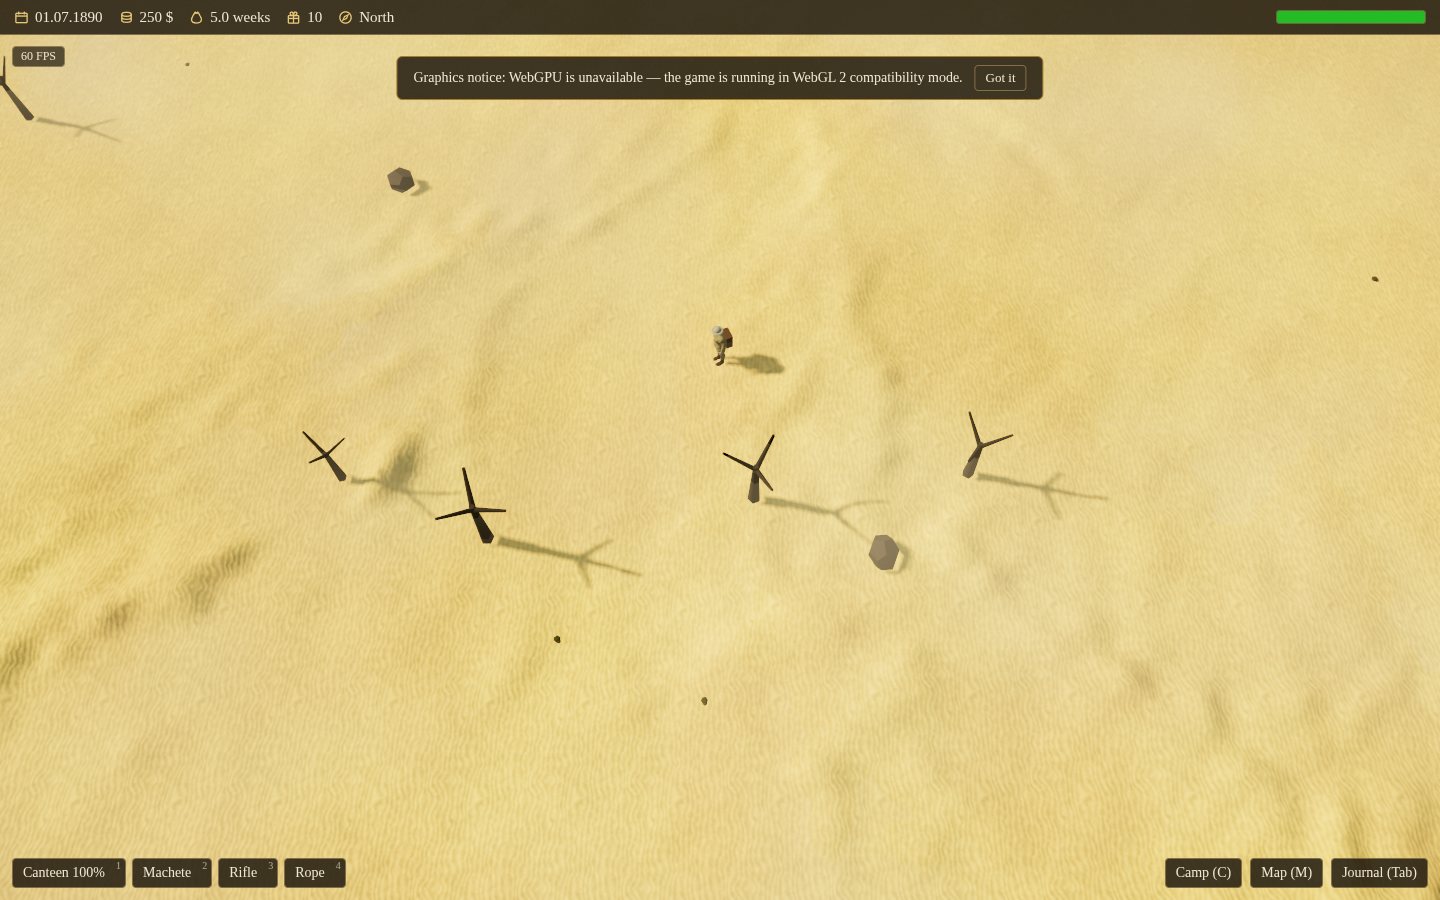 01.07.1890 250 $ 5.0 weeks 10 North
60 FPS
Graphics notice: WebGPU is unavailable — the game is running in WebGL 2 compatibility mode. Got it
Canteen 100% 1 Machete 2 Rifle 3 Rope 4 Camp (C) Map (M) Journal (Tab)